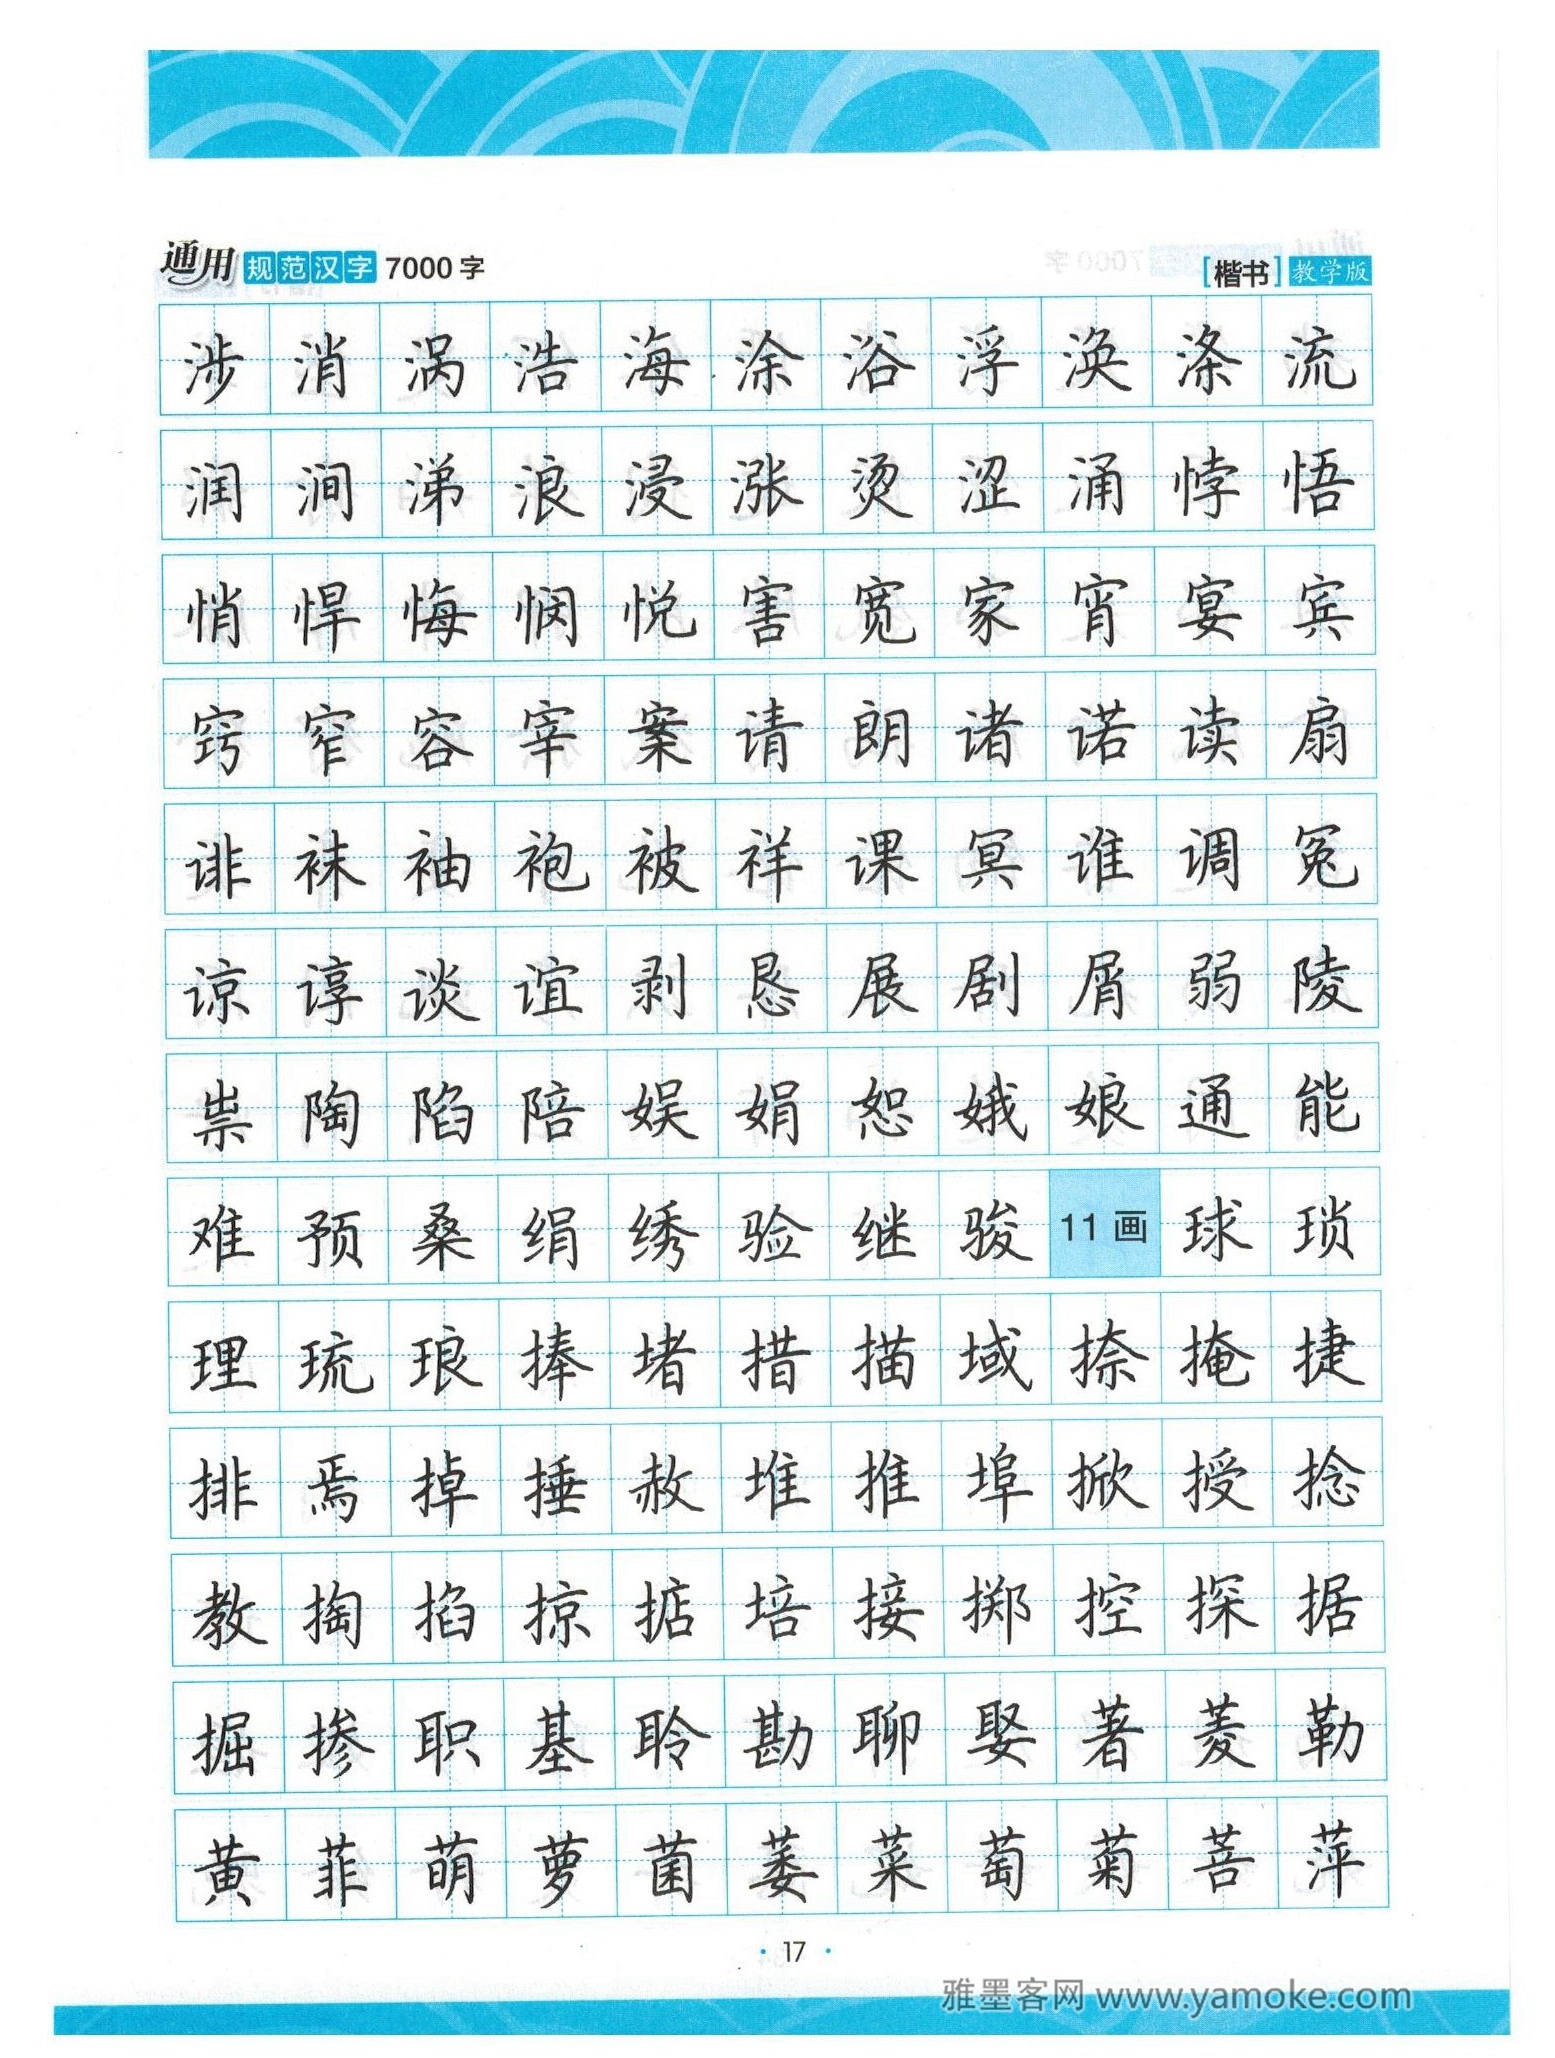 通用规范汉字 7000 字 [楷书] 教学版
涉消涡浩海涂浴浮涣涤流
润涧涕浪浸涨烫涩涌悖悟
悄悍悔悯悦害宽家宵宴宾
窍窄容宰案请朗诸诺读扇
诽袜袖袍被祥课冥谁调冤
谅谆谈谊剥恳展剧屑弱陵
祟陶陷陪娱娟恕娥娘通能
难预桑绢绣验继骏 11 画 球琐
理琉琅捧堵措描域捺掩捷
排焉掉捶赦堆推埠掀授捻
教掏掐掠掂培接掷控探据
掘掺职基聆勘聊娶著菱勒
黄菲萌萝菌萎菜萄菊菩萍
· 17 ·
雅墨客网 www.yamoke.com